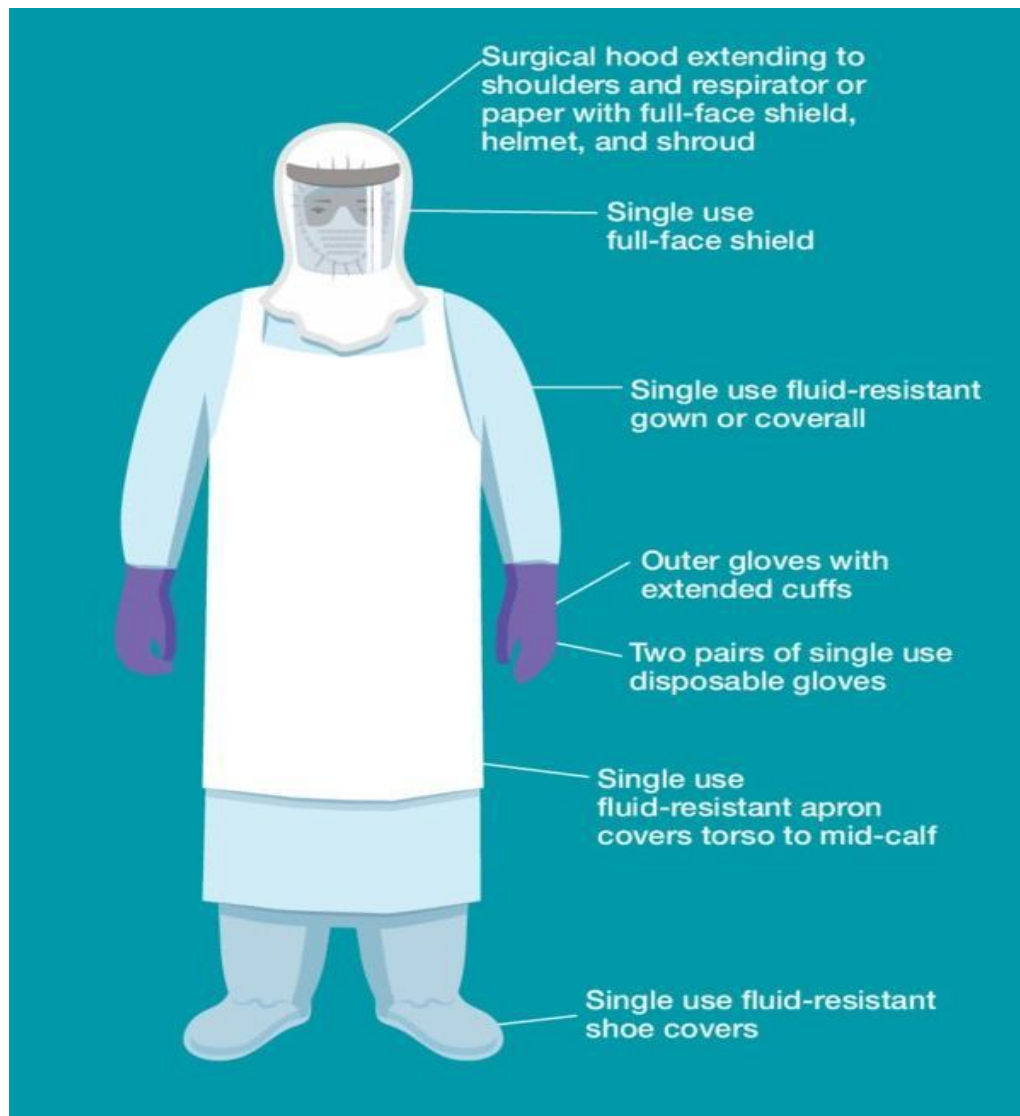 Surgical hood extending to
shoulders and respirator or
paper with full-face shield,
helmet, and shroud
Single use
full-face shield
Single use fluid-resistant
gown or coverall
Outer gloves with
extended cuffs
Two pairs of single use
disposable gloves
Single use
fluid-resistant apron
covers torso to mid-calf
Single use fluid-resistant
shoe covers